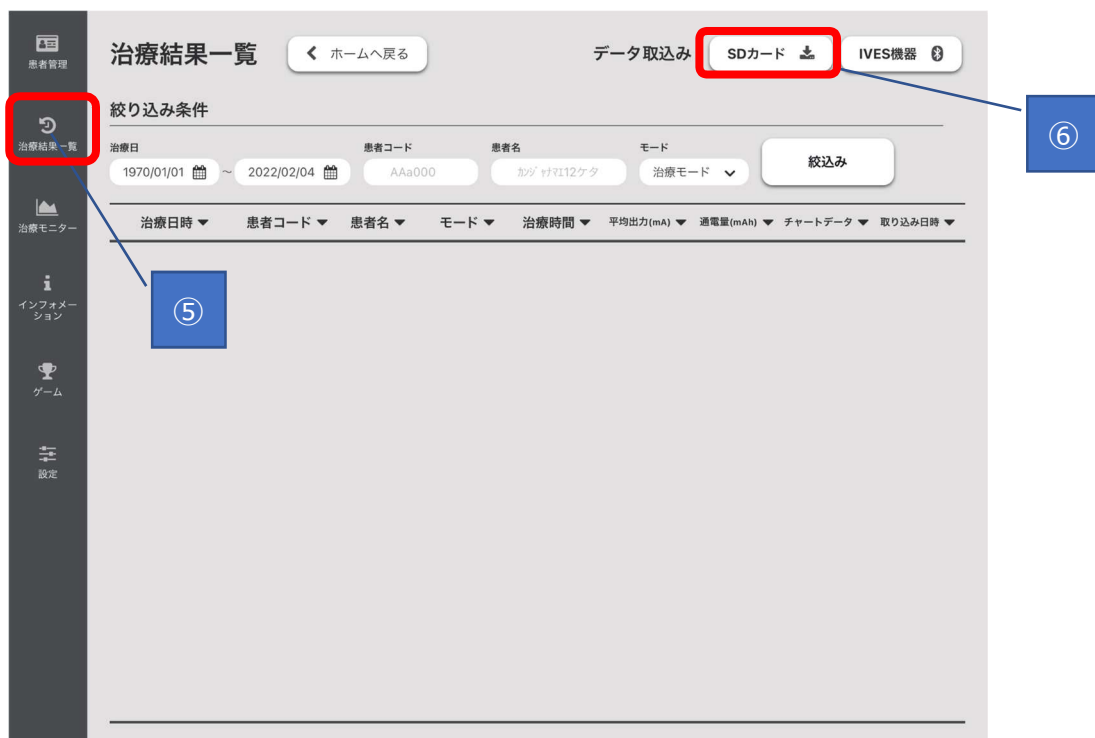 患者管理
治療結果一覧
治療モニター
インフォメー
ション
ゲーム
設定
治療結果一覧
ホームへ戻る
データ取込み
SDカード
IVES機器
絞り込み条件
治療日
患者コード
患者名
モード
1970/01/01 ~ 2022/02/04
AAa000
ｶﾝｼﾞｬﾅﾏｴ12ケタ
治療モード
絞込み
治療日時
患者コード
患者名
モード
治療時間
平均出力(mA)
通電量(mAh)
チャートデータ
取り込み日時
⑤
⑥